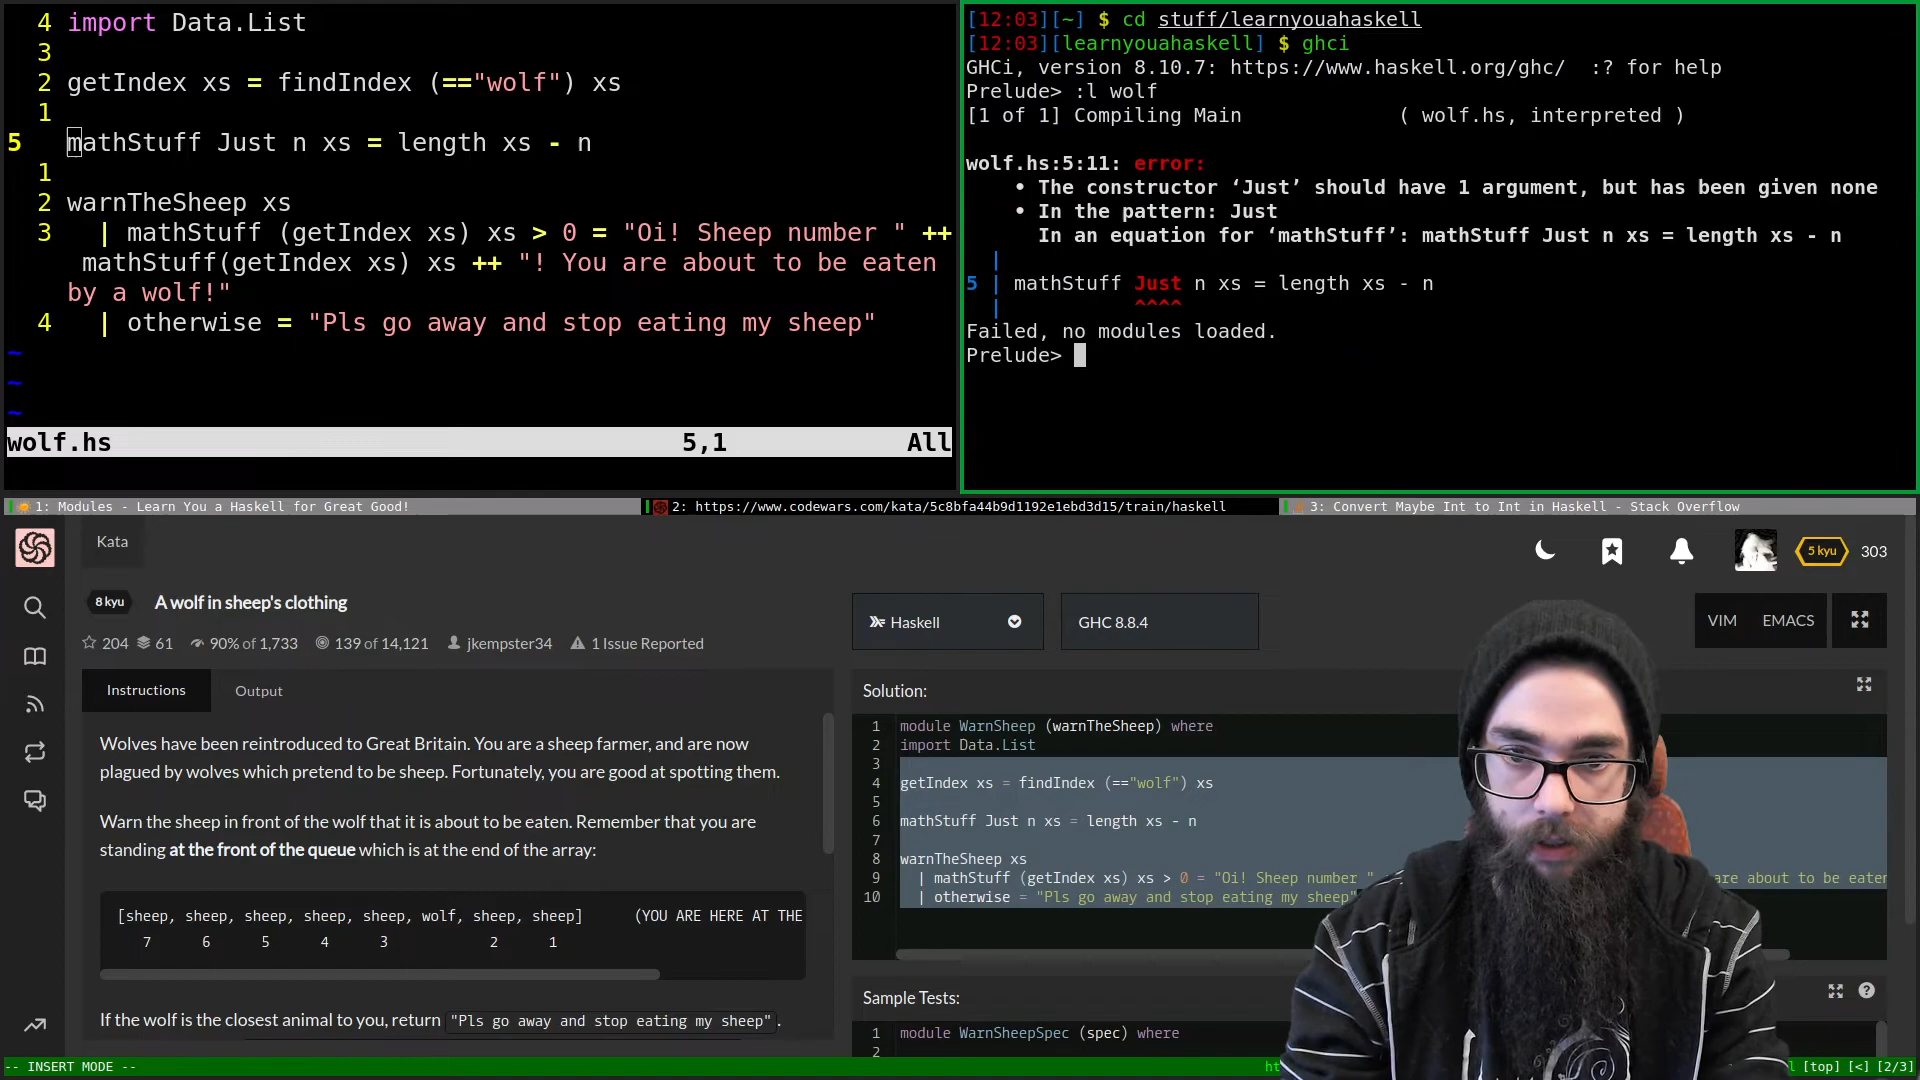 4 import Data.List
3
2 getIndex xs = findIndex (=="wolf") xs
1
5 mathStuff Just n xs = length xs - n
1
2 warnTheSheep xs
3 | mathStuff (getIndex xs) xs > 0 = "Oi! Sheep number " ++
mathStuff(getIndex xs) xs ++ "! You are about to be eaten
by a wolf!"
4 | otherwise = "Pls go away and stop eating my sheep"
~
~
~
wolf.hs 5,1 All
[12:03][~] $ cd stuff/learnyouahaskell
[12:03][learnyouahaskell] $ ghci
GHCi, version 8.10.7: https://www.haskell.org/ghc/ :? for help
Prelude> :l wolf
[1 of 1] Compiling Main ( wolf.hs, interpreted )
wolf.hs:5:11: error:
• The constructor ‘Just’ should have 1 argument, but has been given none
• In the pattern: Just
In an equation for ‘mathStuff’: mathStuff Just n xs = length xs - n
|
5 | mathStuff Just n xs = length xs - n
| ^^^^
Failed, no modules loaded.
Prelude>
1: Modules - Learn You a Haskell for Great Good!
2: https://www.codewars.com/kata/5c8bfa44b9d1192e1ebd3d15/train/haskell
3: Convert Maybe Int to Int in Haskell - Stack Overflow
Kata
5 kyu 303
8 kyu A wolf in sheep's clothing
204 61 90% of 1,733 139 of 14,121 jkempster34 1 Issue Reported
Haskell
GHC 8.8.4
VIM EMACS
Instructions Output
Wolves have been reintroduced to Great Britain. You are a sheep farmer, and are now
plagued by wolves which pretend to be sheep. Fortunately, you are good at spotting them.
Warn the sheep in front of the wolf that it is about to be eaten. Remember that you are
standing at the front of the queue which is at the end of the array:
[sheep, sheep, sheep, sheep, sheep, wolf, sheep, sheep] (YOU ARE HERE AT THE
7 6 5 4 3 2 1
If the wolf is the closest animal to you, return "Pls go away and stop eating my sheep".
Solution:
1 module WarnSheep (warnTheSheep) where
2 import Data.List
3
4 getIndex xs = findIndex (=="wolf") xs
5
6 mathStuff Just n xs = length xs - n
7
8 warnTheSheep xs
9 | mathStuff (getIndex xs) xs > 0 = "Oi! Sheep number " are about to be eaten
10 | otherwise = "Pls go away and stop eating my sheep"
Sample Tests:
1 module WarnSheepSpec (spec) where
2
-- INSERT MODE -- ht l [top] [<] [2/3]